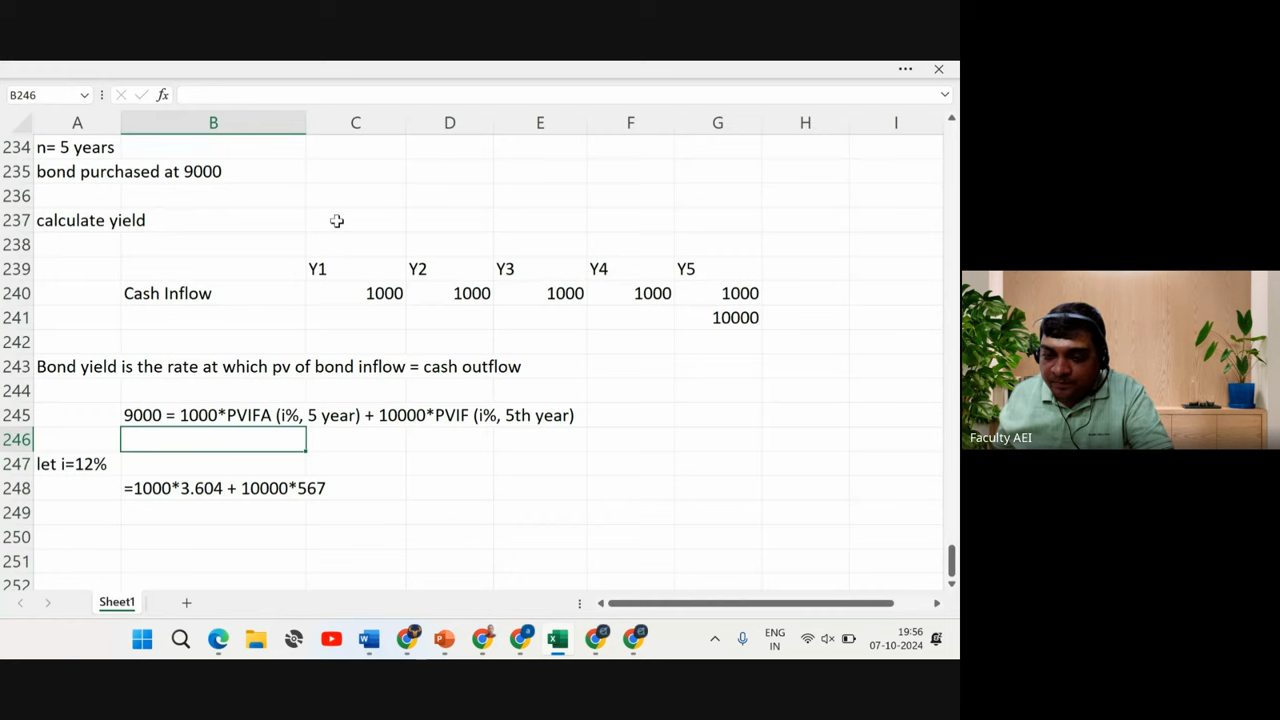 B246
fx
A B C D E F G H I
234 n= 5 years
235 bond purchased at 9000
236
237 calculate yield
238
239 Y1 Y2 Y3 Y4 Y5
240 Cash Inflow 1000 1000 1000 1000 1000
241 10000
242
243 Bond yield is the rate at which pv of bond inflow = cash outflow
244
245 9000 = 1000*PVIFA (i%, 5 year) + 10000*PVIF (i%, 5th year)
246
247 let i=12%
248 =1000*3.604 + 10000*567
249
250
251
252
Sheet1
ENG
IN
19:56
07-10-2024
Faculty AEI